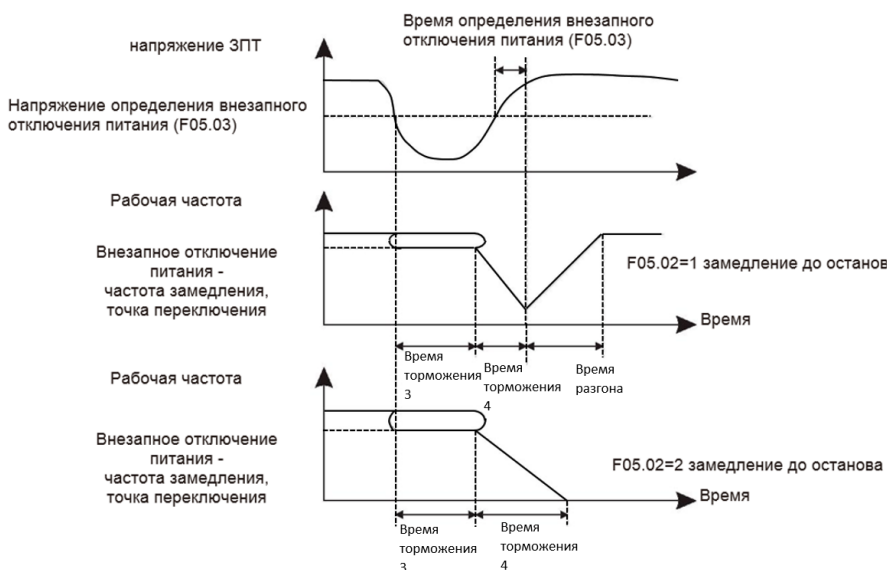 Время определения внезапного
отключения питания (F05.03)
напряжение ЗПТ
Напряжение определения внезапного
отключения питания (F05.03)
Рабочая частота
Внезапное отключение
питания -
частота замедления,
точка переключения
F05.02=1 замедление до останов
Время
Время
торможения
3
Время
торможения
4
Время
разгона
Рабочая частота
Внезапное отключение
питания -
частота замедления,
точка переключения
F05.02=2 замедление до останова
Время
Время
торможения
3
Время
торможения
4